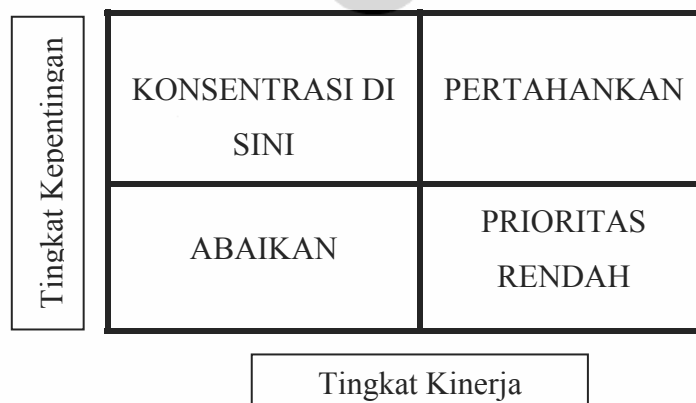 Tingkat Kepentingan
KONSENTRASI DI
SINI
PERTAHANKAN
ABAIKAN
PRIORITAS
RENDAH
Tingkat Kinerja